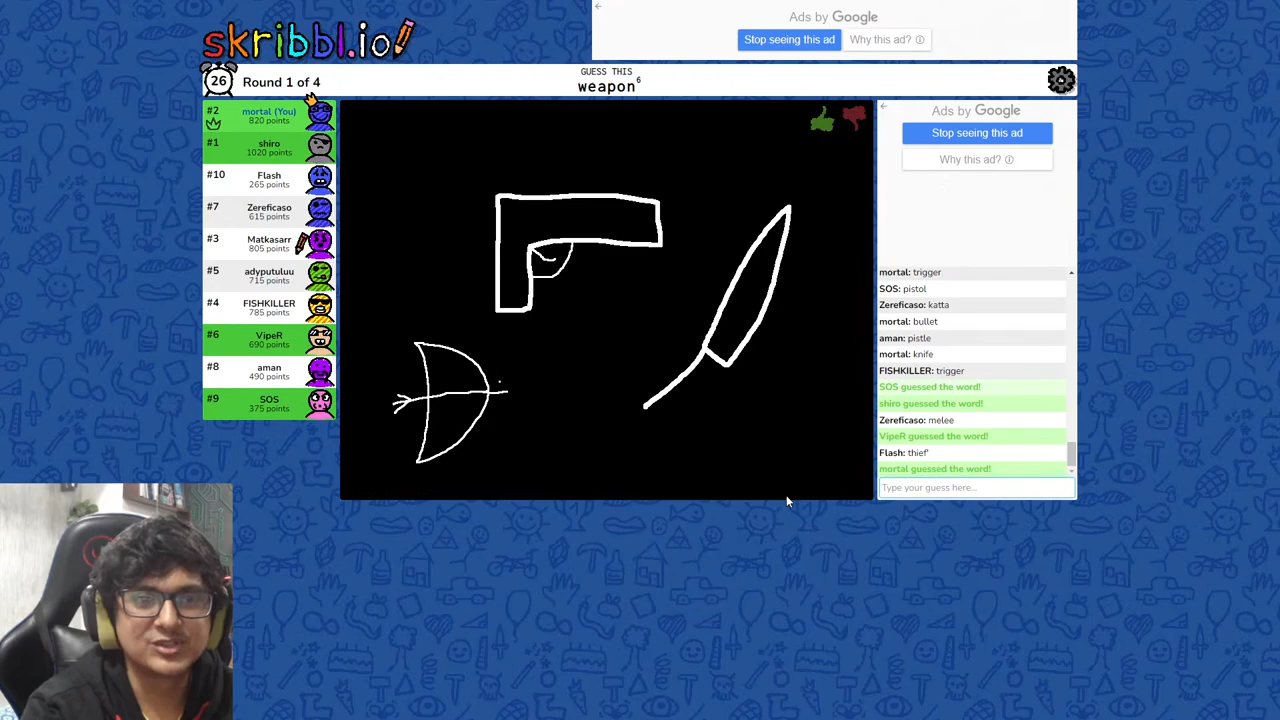 Ads by Google
Stop seeing this ad
Why this ad?
skribbl.io
26
Round 1 of 4
GUESS THIS
weapon6
#2
mortal (You)
820 points
#1
shiro
1020 points
#10
Flash
265 points
#7
Zereficaso
615 points
#3
Matkasarr
805 points
#5
adyputuluu
715 points
#4
FISHKILLER
785 points
#6
VipeR
690 points
#8
aman
490 points
#9
SOS
375 points
Ads by Google
Stop seeing this ad
Why this ad?
mortal: trigger
SOS: pistol
Zereficaso: katta
mortal: bullet
aman: pistle
mortal: knife
FISHKILLER: trigger
SOS guessed the word!
shiro guessed the word!
Zereficaso: melee
VipeR guessed the word!
Flash: thief'
mortal guessed the word!
Type your guess here...